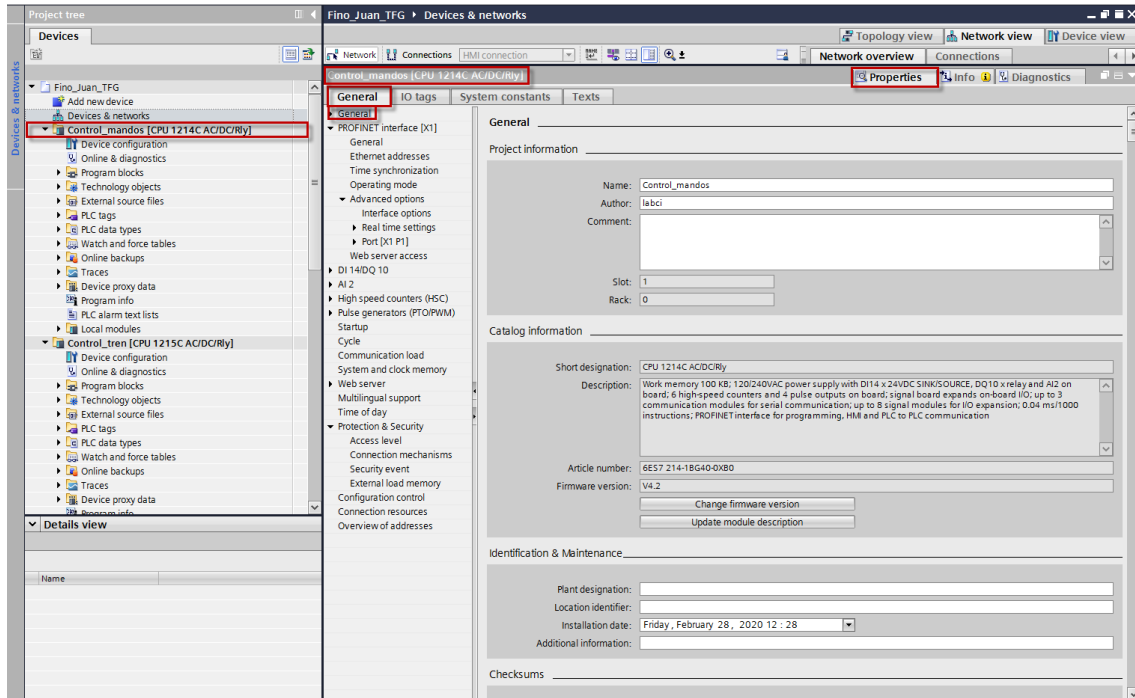 Project tree
Fino_Juan_TFG ▸ Devices & networks
Devices
Topology view
Network view
Device view
Network
Connections
HMI connection
Network overview
Connections
Devices & networks
Control_mandos [CPU 1214C AC/DC/Rly]
Properties
Info
Diagnostics
General
IO tags
System constants
Texts
Fino_Juan_TFG
Add new device
Devices & networks
Control_mandos [CPU 1214C AC/DC/Rly]
Device configuration
Online & diagnostics
Program blocks
Technology objects
External source files
PLC tags
PLC data types
Watch and force tables
Online backups
Traces
Device proxy data
Program info
PLC alarm text lists
Local modules
Control_tren [CPU 1215C AC/DC/Rly]
Device configuration
Online & diagnostics
Program blocks
Technology objects
External source files
PLC tags
PLC data types
Watch and force tables
Online backups
Traces
Device proxy data
Program info
Details view
Name
General
PROFINET interface [X1]
General
Ethernet addresses
Time synchronization
Operating mode
Advanced options
Interface options
Real time settings
Port [X1 P1]
Web server access
DI 14/DQ 10
AI 2
High speed counters (HSC)
Pulse generators (PTO/PWM)
Startup
Cycle
Communication load
System and clock memory
Web server
Multilingual support
Time of day
Protection & Security
Access level
Connection mechanisms
Security event
External load memory
Configuration control
Connection resources
Overview of addresses
General
Project information
Name: Control_mandos
Author: labci
Comment:
Slot: 1
Rack: 0
Catalog information
Short designation: CPU 1214C AC/DC/Rly
Description: Work memory 100 KB; 120/240VAC power supply with DI14 x 24VDC SINK/SOURCE, DQ10 x relay and AI2 on
board; 6 high-speed counters and 4 pulse outputs on board; signal board expands on-board I/O; up to 3
communication modules for serial communication; up to 8 signal modules for I/O expansion; 0.04 ms/1000
instructions; PROFINET interface for programming, HMI and PLC to PLC communication
Article number: 6ES7 214-1BG40-0XB0
Firmware version: V4.2
Change firmware version
Update module description
Identification & Maintenance
Plant designation:
Location identifier:
Installation date: Friday , February 28 , 2020 12 : 28
Additional information:
Checksums